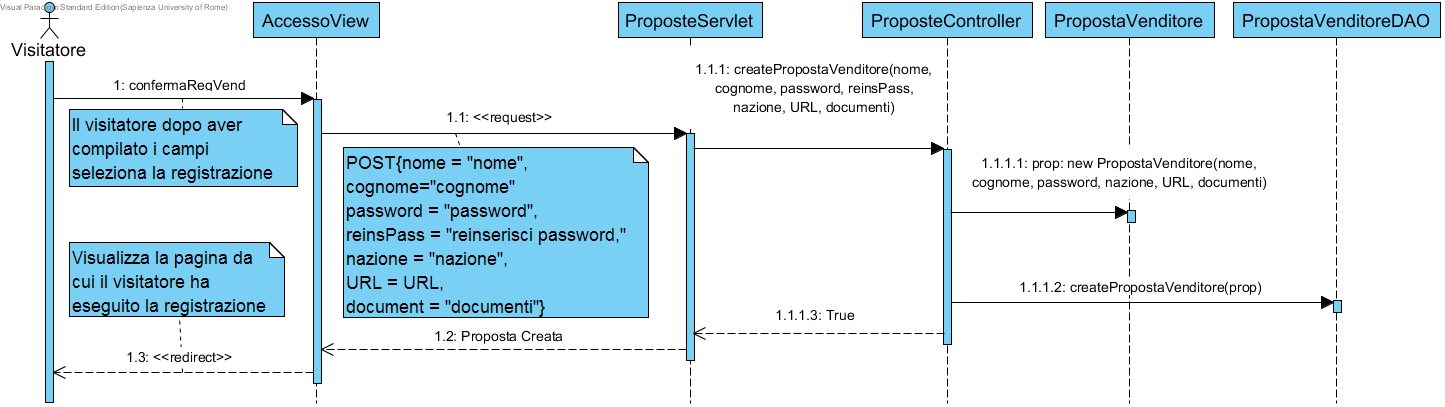 Visual Paradigm Standard Edition(Sapienza University of Rome)
Visitatore
AccessoView
ProposteServlet
ProposteController
PropostaVenditore
PropostaVenditoreDAO
1: confermaRegVend
Il visitatore dopo aver
compilato i campi
seleziona la registrazione
1.1: <<request>>
POST{nome = "nome",
cognome="cognome"
password = "password",
reinsPass = "reinserisci password,"
nazione = "nazione",
URL = URL,
document = "documenti"}
1.1.1: createPropostaVenditore(nome,
cognome, password, reinsPass,
nazione, URL, documenti)
1.1.1.1: prop: new PropostaVenditore(nome,
cognome, password, nazione, URL, documenti)
1.1.1.2: createPropostaVenditore(prop)
1.1.1.3: True
1.2: Proposta Creata
Visualizza la pagina da
cui il visitatore ha
eseguito la registrazione
1.3: <<redirect>>